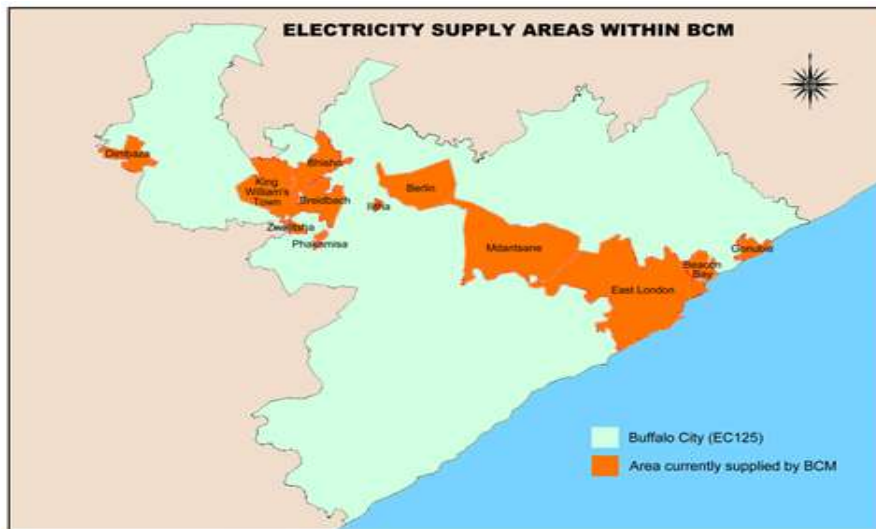 ELECTRICITY SUPPLY AREAS WITHIN BCM
Dimbaza
Bhisho
King
William's
Town
Breidbach
Berlin
Ilitha
Zwelitsha
Phakamisa
Mdantsane
Gonubie
Beacon
Bay
East London
Buffalo City (EC125)
Area currently supplied by BCM